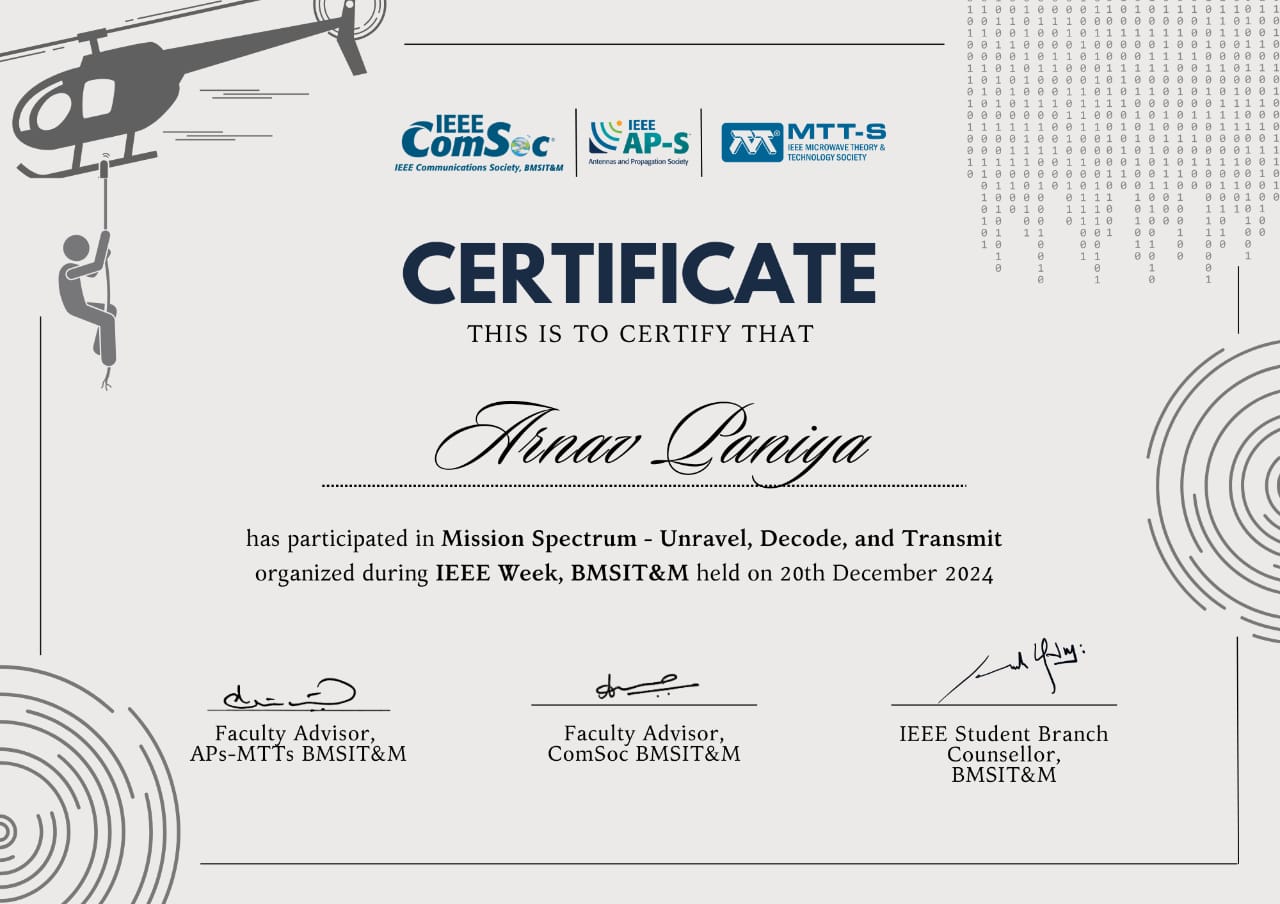 IEEE
ComSoc
IEEE Communications Society, BMSIT&M
IEEE
AP-S
Antennas and Propagation Society
MTT-S
IEEE MICROWAVE THEORY &
TECHNOLOGY SOCIETY
CERTIFICATE
THIS IS TO CERTIFY THAT
Arnav Paniya
has participated in Mission Spectrum - Unravel, Decode, and Transmit
organized during IEEE Week, BMSIT&M held on 20th December 2024
Faculty Advisor,
APs-MTTs BMSIT&M
Faculty Advisor,
ComSoc BMSIT&M
IEEE Student Branch
Counsellor,
BMSIT&M